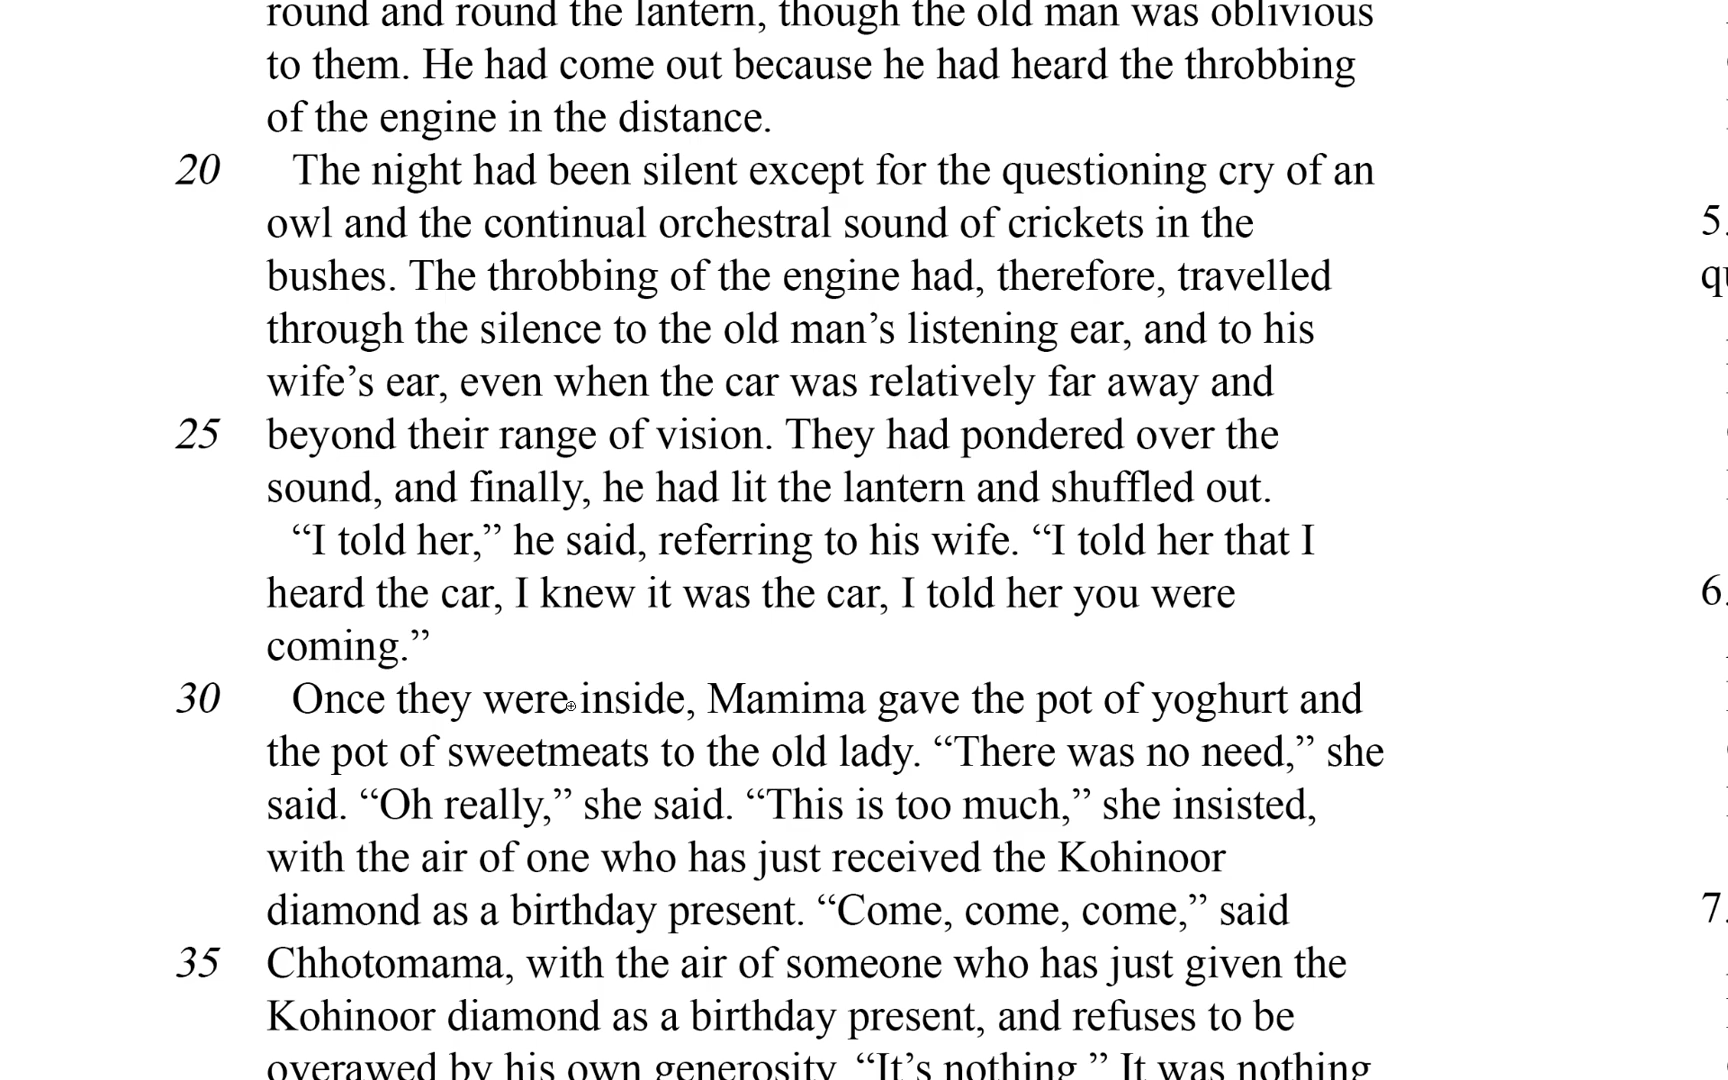 round and round the lantern, though the old man was oblivious
to them. He had come out because he had heard the throbbing
of the engine in the distance.
20 The night had been silent except for the questioning cry of an
owl and the continual orchestral sound of crickets in the
bushes. The throbbing of the engine had, therefore, travelled
through the silence to the old man’s listening ear, and to his
wife’s ear, even when the car was relatively far away and
25 beyond their range of vision. They had pondered over the
sound, and finally, he had lit the lantern and shuffled out.
“I told her,” he said, referring to his wife. “I told her that I
heard the car, I knew it was the car, I told her you were
coming.”
30 Once they were inside, Mamima gave the pot of yoghurt and
the pot of sweetmeats to the old lady. “There was no need,” she
said. “Oh really,” she said. “This is too much,” she insisted,
with the air of one who has just received the Kohinoor
diamond as a birthday present. “Come, come, come,” said
35 Chhotomama, with the air of someone who has just given the
Kohinoor diamond as a birthday present, and refuses to be
overawed by his own generosity. “It’s nothing.” It was nothing
5.
6.
7.